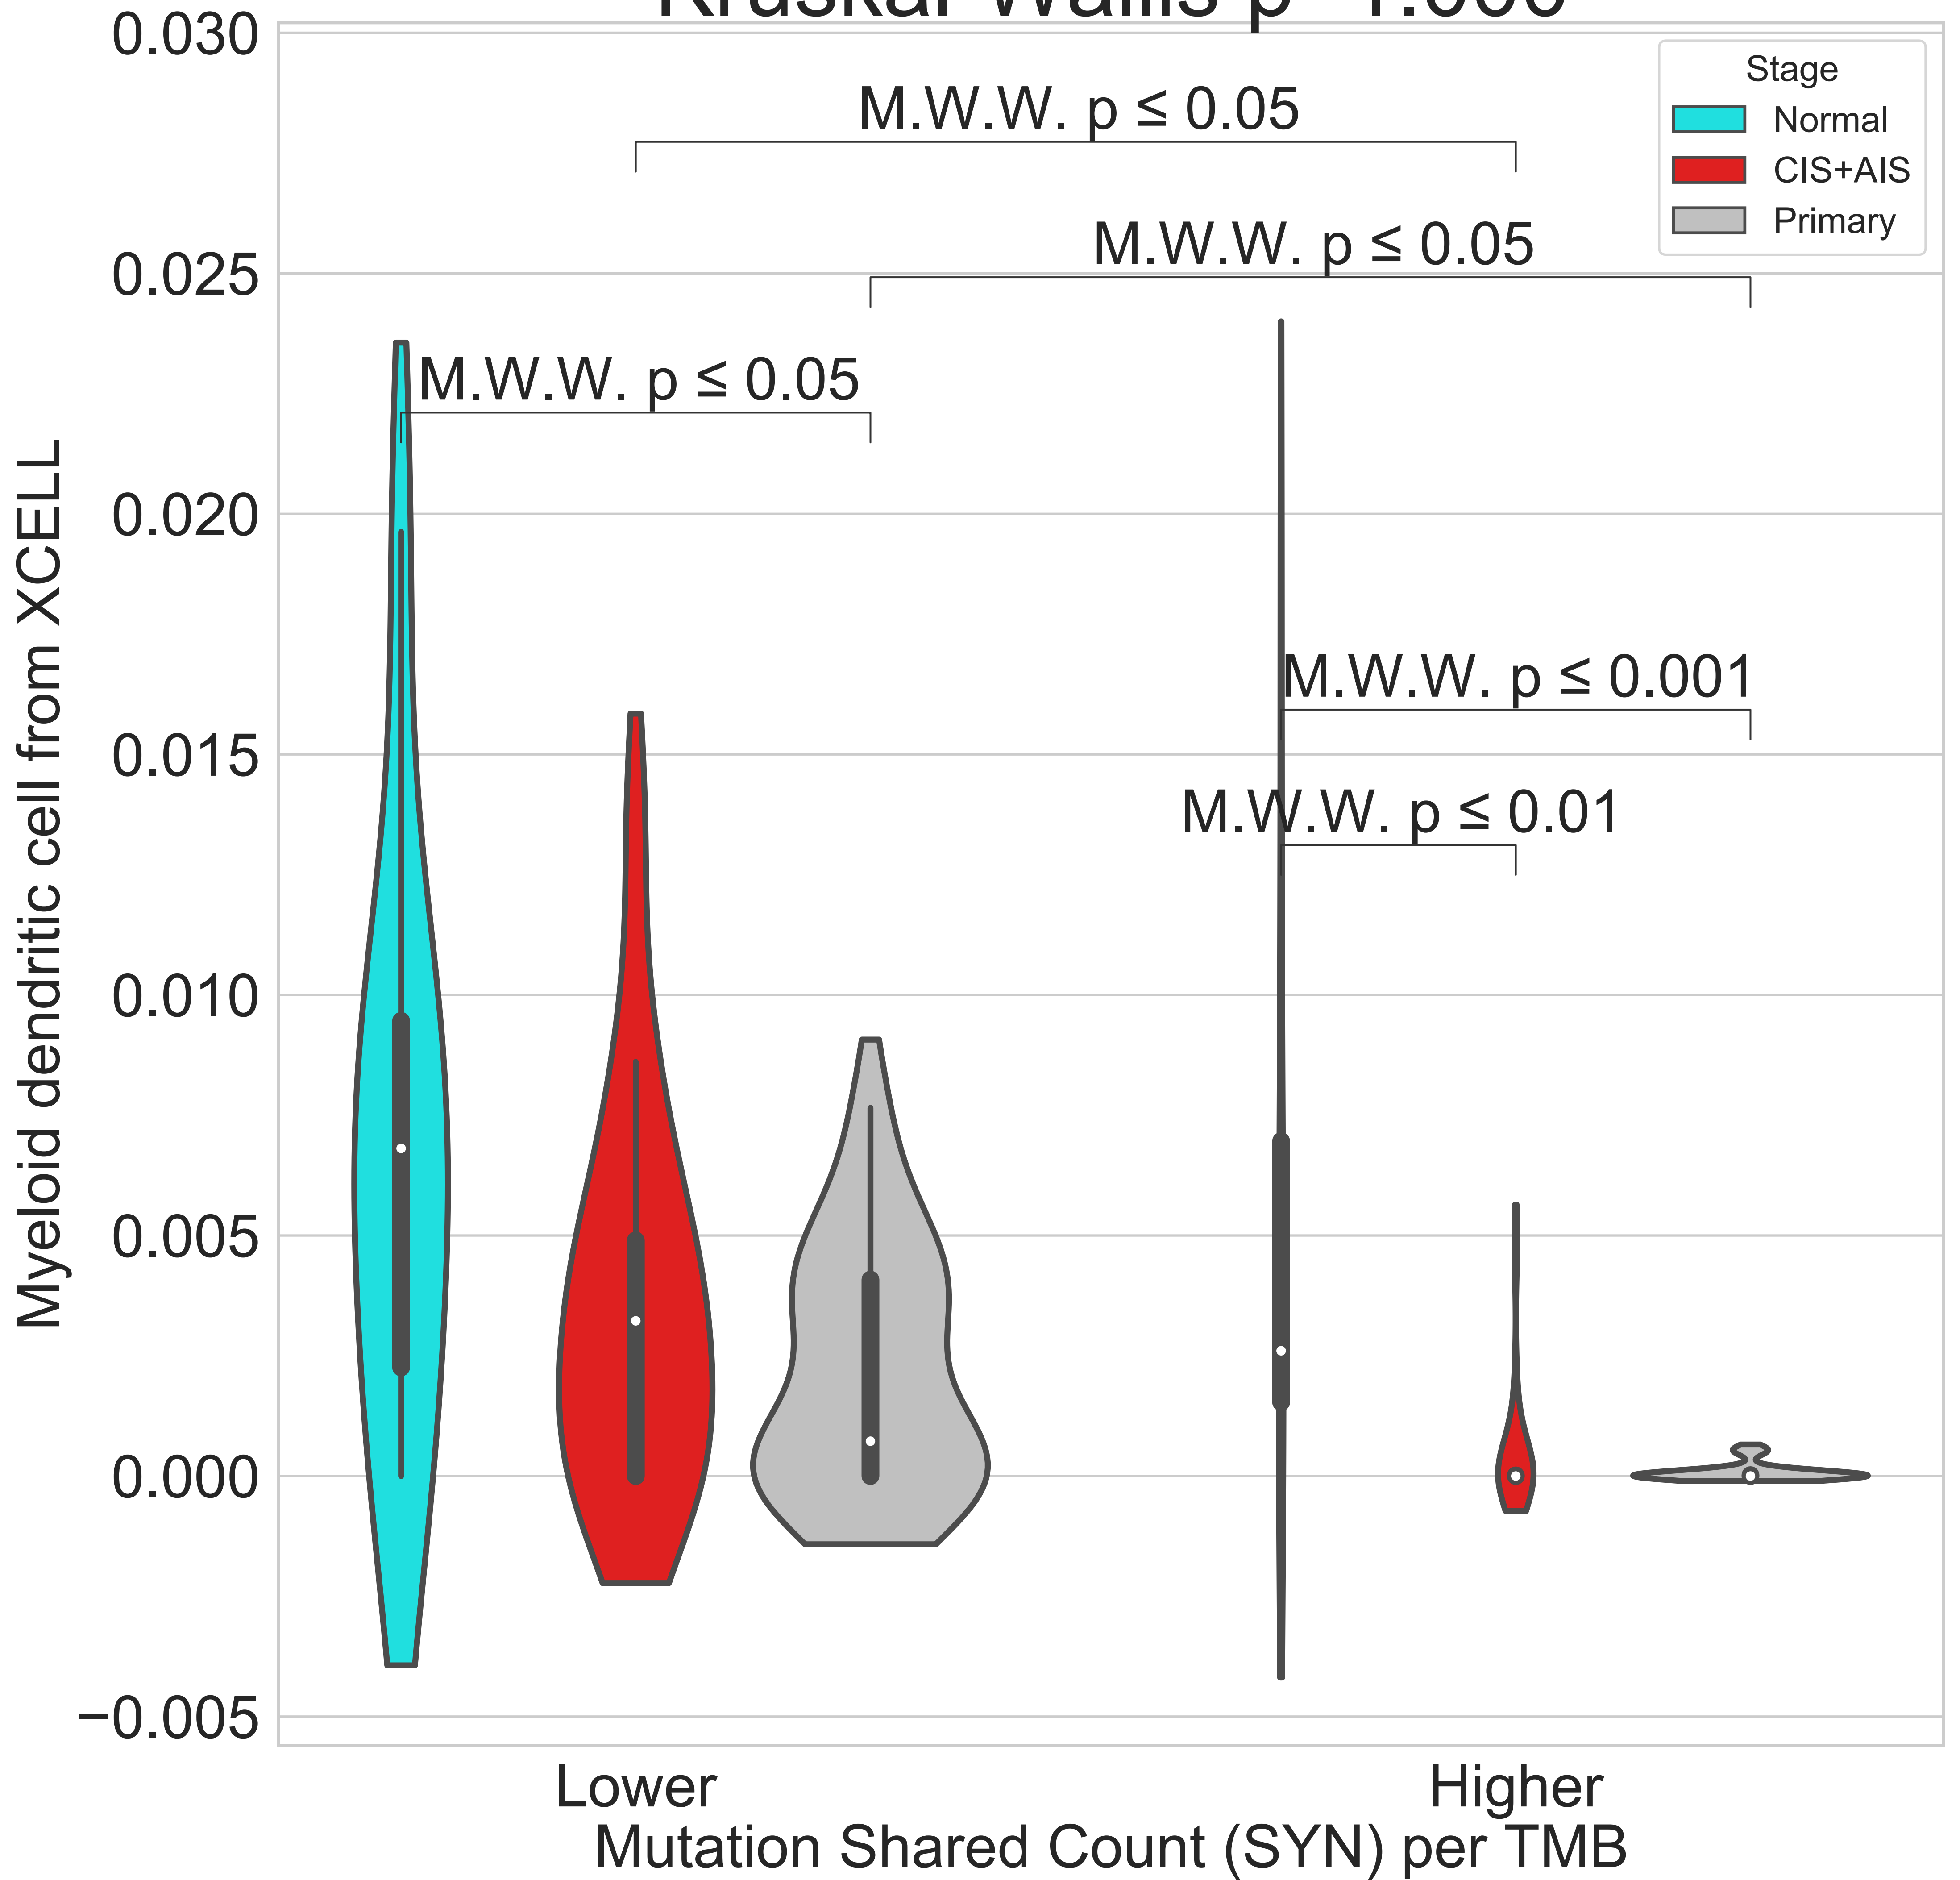 Kruskal-Wallis p
0.030
0.025
0.020
0.015
0.010
0.005
0.000
−0.005
Myeloid dendritic cell from XCELL
M.W.W. p ≤ 0.05
M.W.W. p ≤ 0.05
M.W.W. p ≤ 0.05
M.W.W. p ≤ 0.001
M.W.W. p ≤ 0.01
Stage
Normal
CIS+AIS
Primary
Lower
Higher
Mutation Shared Count (SYN) per TMB